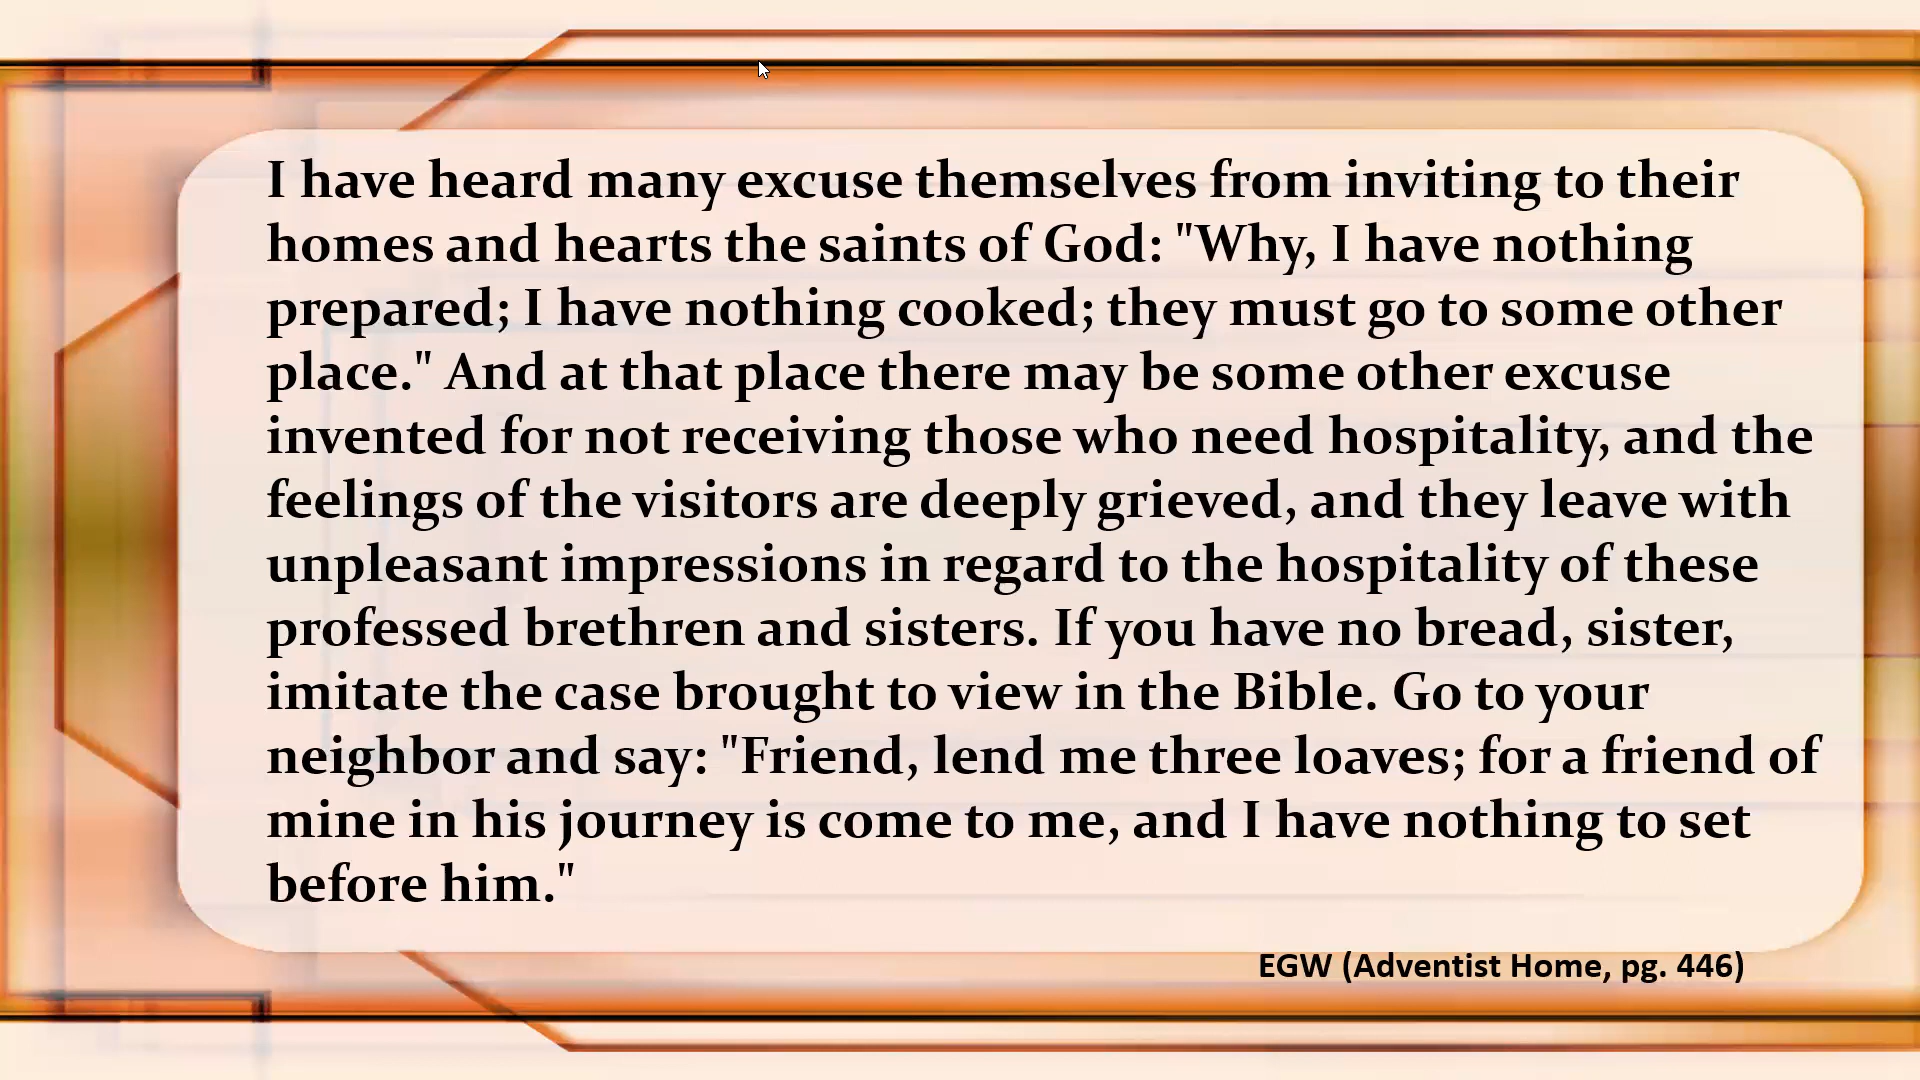 I have heard many excuse themselves from inviting to their
homes and hearts the saints of God: "Why, I have nothing
prepared; I have nothing cooked; they must go to some other
place." And at that place there may be some other excuse
invented for not receiving those who need hospitality, and the
feelings of the visitors are deeply grieved, and they leave with
unpleasant impressions in regard to the hospitality of these
professed brethren and sisters. If you have no bread, sister,
imitate the case brought to view in the Bible. Go to your
neighbor and say: "Friend, lend me three loaves; for a friend of
mine in his journey is come to me, and I have nothing to set
before him."
EGW (Adventist Home, pg. 446)